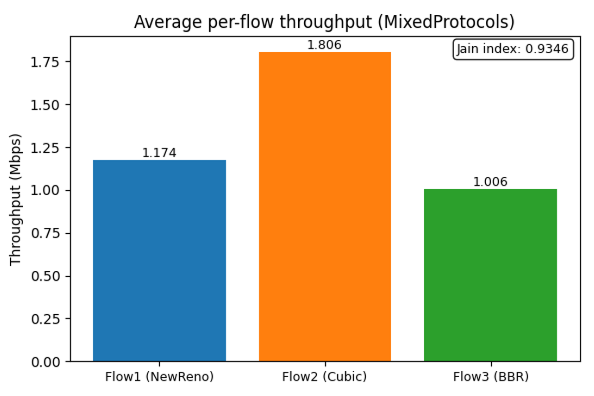 Average per-flow throughput (MixedProtocols)
Jain index: 0.9346
Throughput (Mbps)
1.75
1.50
1.25
1.00
0.75
0.50
0.25
0.00
1.174
1.806
1.006
Flow1 (NewReno)
Flow2 (Cubic)
Flow3 (BBR)